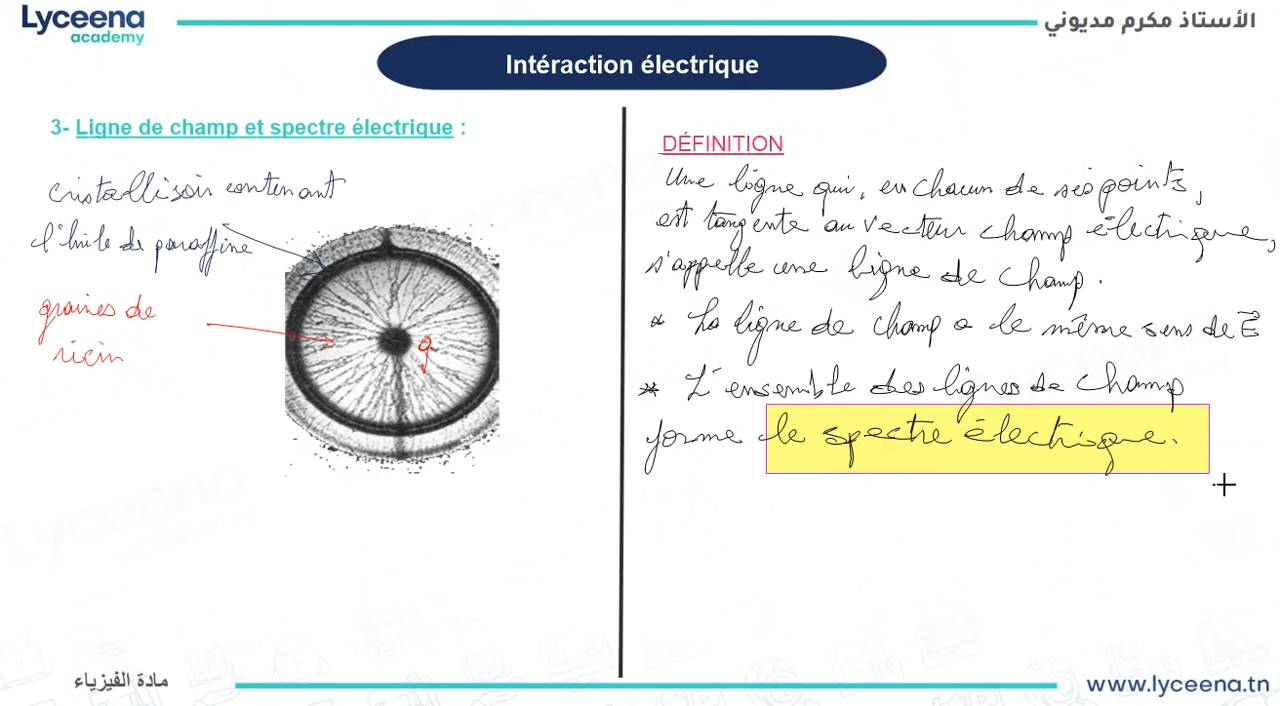 Lyceena
academy
الأستاذ مكرم مديوني
Intéraction électrique
3- Ligne de champ et spectre électrique :
cristallisoir contenant
l'huile de paraffine
graines de
ricin
q
DÉFINITION
Une ligne qui, en chacun de ses points,
est tangente au vecteur champ électrique,
s'appelle une ligne de champ.
* La ligne de champ a le même sens de E⃗
* L'ensemble des lignes de champ
forme le spectre électrique.
مادة الفيزياء
www.lyceena.tn